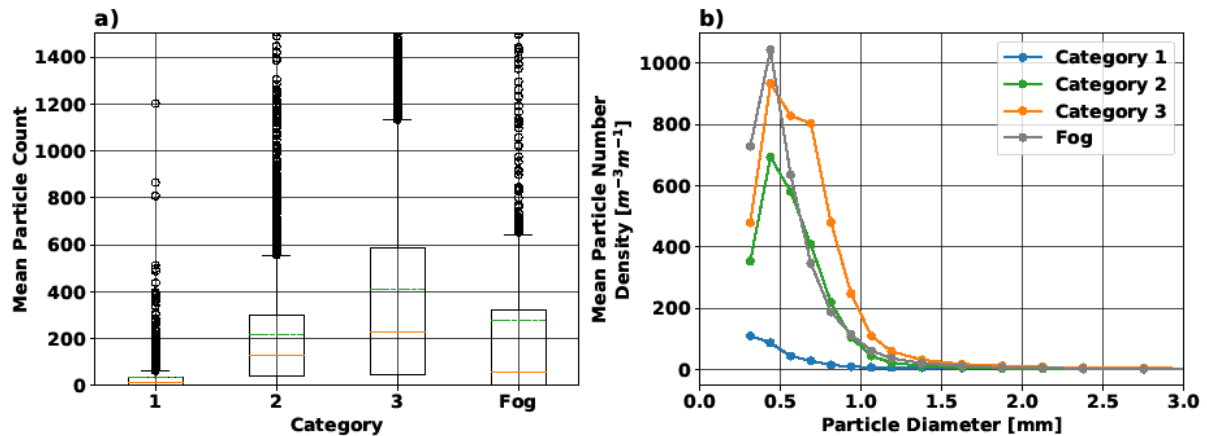 a)
Mean Particle Count
1400
1200
1000
800
600
400
200
0
1 2 3 Fog
Category
b)
Mean Particle Number
Density [m⁻³m⁻¹]
1000
800
600
400
200
0
Category 1
Category 2
Category 3
Fog
0.0 0.5 1.0 1.5 2.0 2.5 3.0
Particle Diameter [mm]